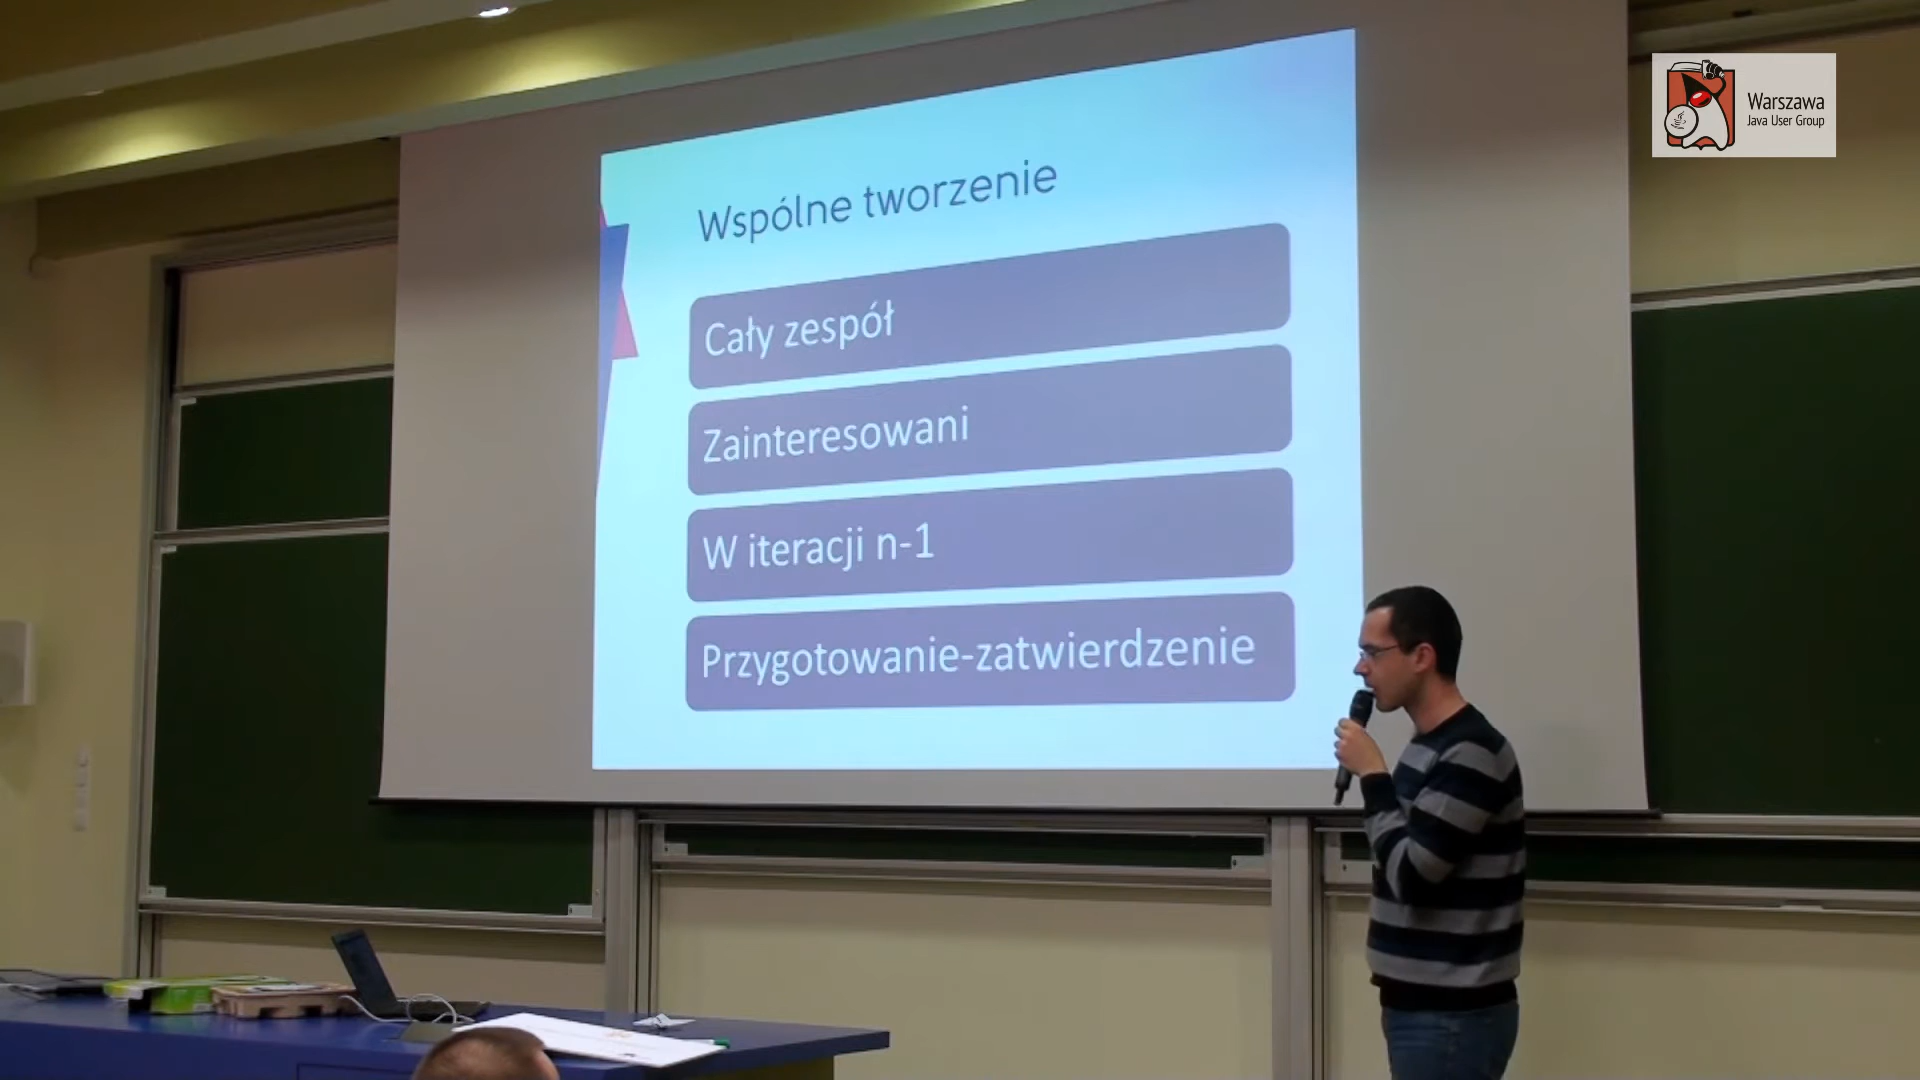 Wspólne tworzenie
Cały zespół
Zainteresowani
W iteracji n-1
Przygotowanie-zatwierdzenie
Warszawa
Java User Group